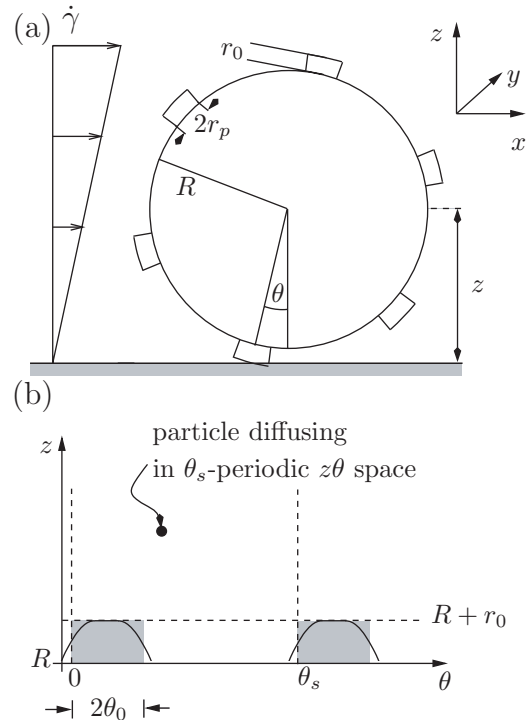 (a)
γ̇
r₀
z
y
x
2rₚ
R
θ
z
(b)
z
particle diffusing
in θₛ-periodic zθ space
R + r₀
R
0
θₛ
θ
2θ₀